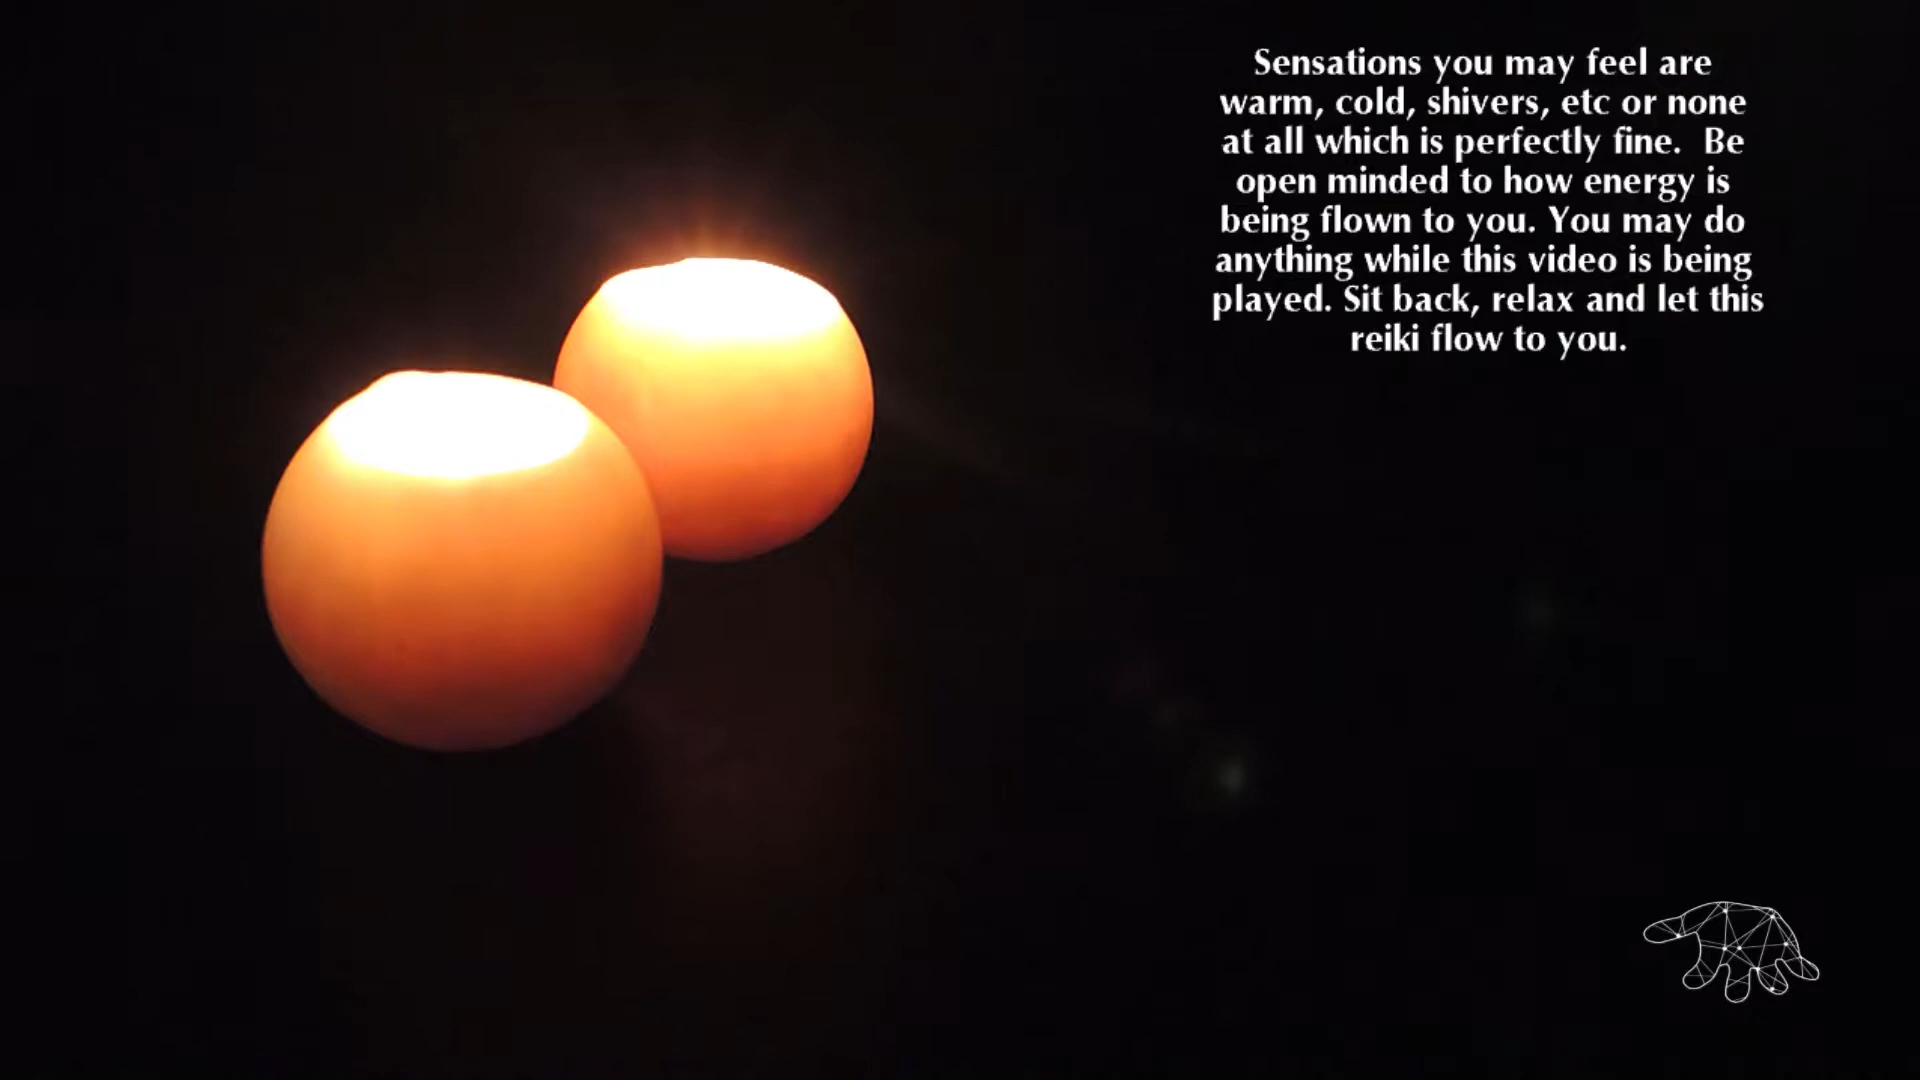 Sensations you may feel are
warm, cold, shivers, etc or none
at all which is perfectly fine.  Be
open minded to how energy is
being flown to you. You may do
anything while this video is being
played. Sit back, relax and let this
reiki flow to you.